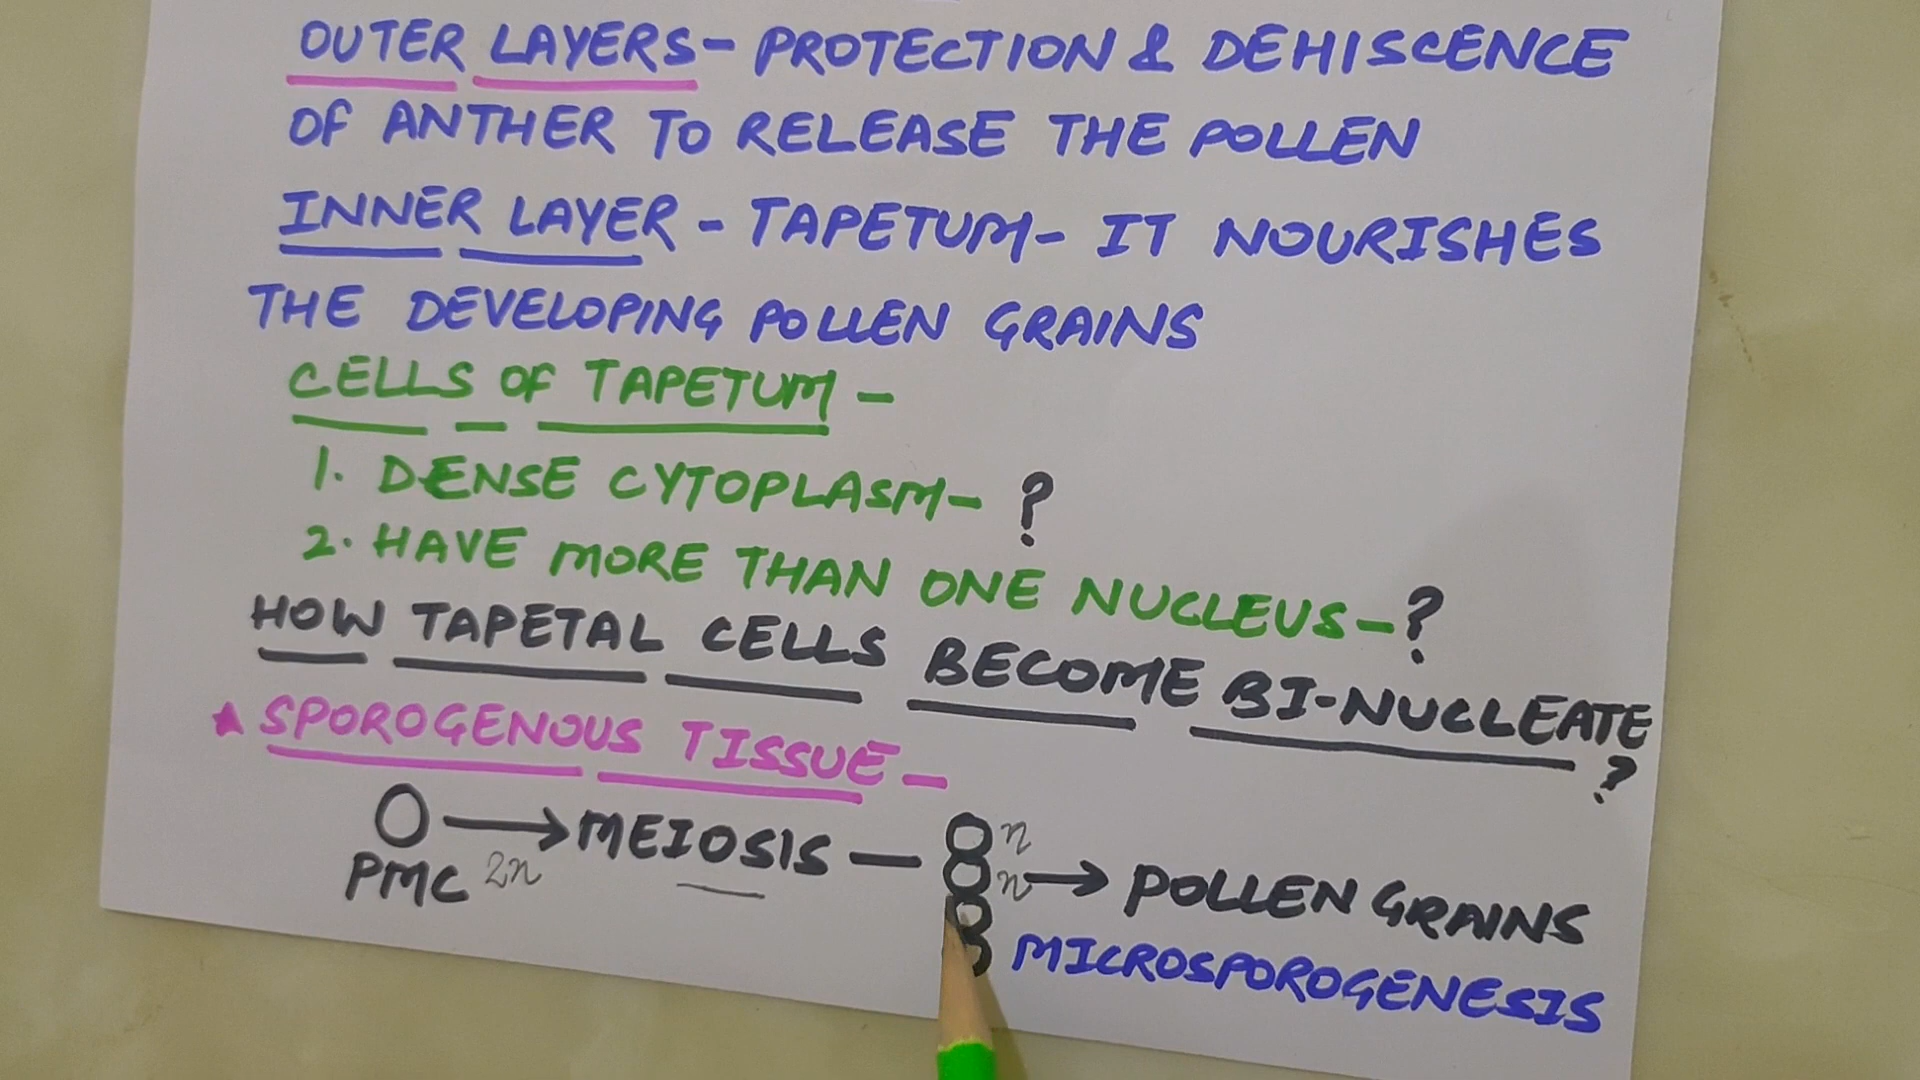 OUTER LAYERS- PROTECTION & DEHISCENCE
OF ANTHER TO RELEASE THE POLLEN
INNER LAYER - TAPETUM- IT NOURISHES
THE DEVELOPING POLLEN GRAINS
CELLS OF TAPETUM -
1. DENSE CYTOPLASM- ?
2. HAVE MORE THAN ONE NUCLEUS-?
HOW TAPETAL CELLS BECOME BI-NUCLEATE ?
SPOROGENOUS TISSUE -
PMC 2n → MEIOSIS - n n → POLLEN GRAINS
MICROSPOROGENESIS